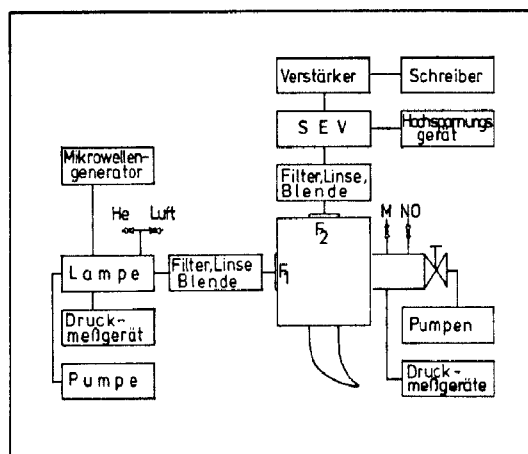 Verstärker
Schreiber
S E V
Hochspannungs
gerät
Mikrowellen-
generator
Filter, Linse,
Blende
He Luft
M NO
F2
Lampe
Filter, Linse
Blende
F1
Druck-
meßgerät
Pumpen
Pumpe
Druck-
meßgeräte